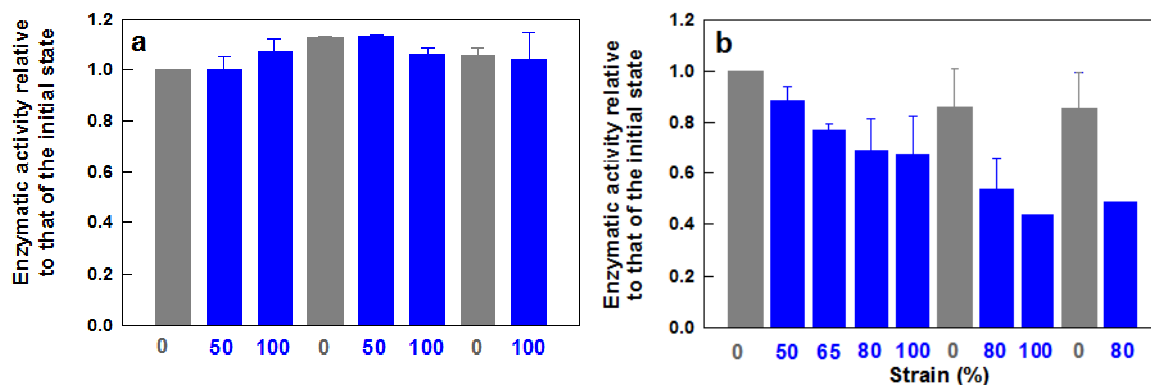 a
Enzymatic activity relative
to that of the initial state
1.2
1.0
0.8
0.6
0.4
0.2
0.0
0 50 100 0 50 100 0 100
b
Enzymatic activity relative
to that of the initial state
1.2
1.0
0.8
0.6
0.4
0.2
0.0
0 50 65 80 100 0 80 100 0 80
Strain (%)